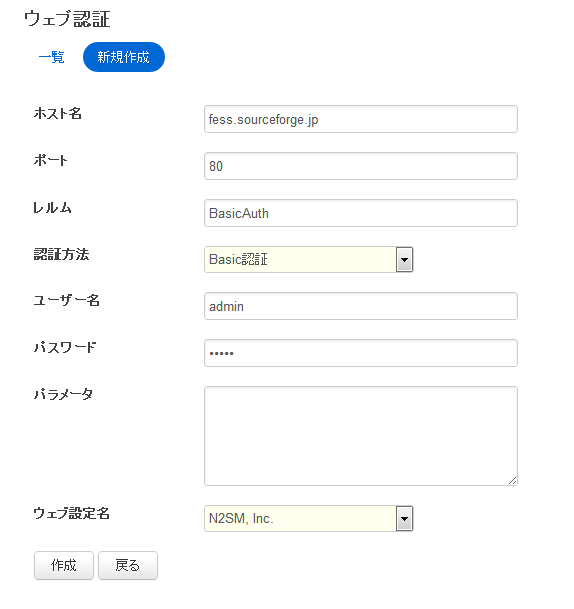 ウェブ認証
一覧 新規作成
ホスト名 fess.sourceforge.jp
ポート 80
レルム BasicAuth
認証方法 Basic認証
ユーザー名 admin
パスワード •••••
パラメータ
ウェブ設定名 N2SM, Inc.
作成 戻る